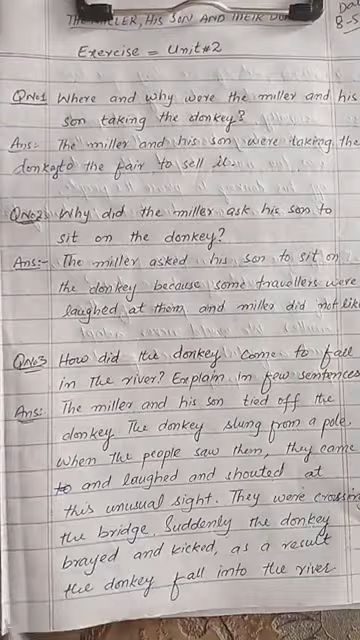 THE MILLER, HIS SON AND THEIR
Exercise = Unit#2
QNo1 Where and why were the miller and his
son taking the donkey?
Ans:- The miller and his son were taking the
donkey to the fair to sell it.
QNo2 Why did the miller ask his son to
sit on the donkey?
Ans:- The miller asked his son to sit on
the donkey because some travellers were
laughed at them and miller did not like
QNo3 How did the donkey come to fall
in the river? Explain in few sentences
Ans: The miller and his son tied off the
donkey. The donkey slung from a pole.
When the people saw them, they came
to and laughed and shouted at
this unusual sight. They were crossing
the bridge. Suddenly the donkey
brayed and kicked, as a result
the donkey fall into the river